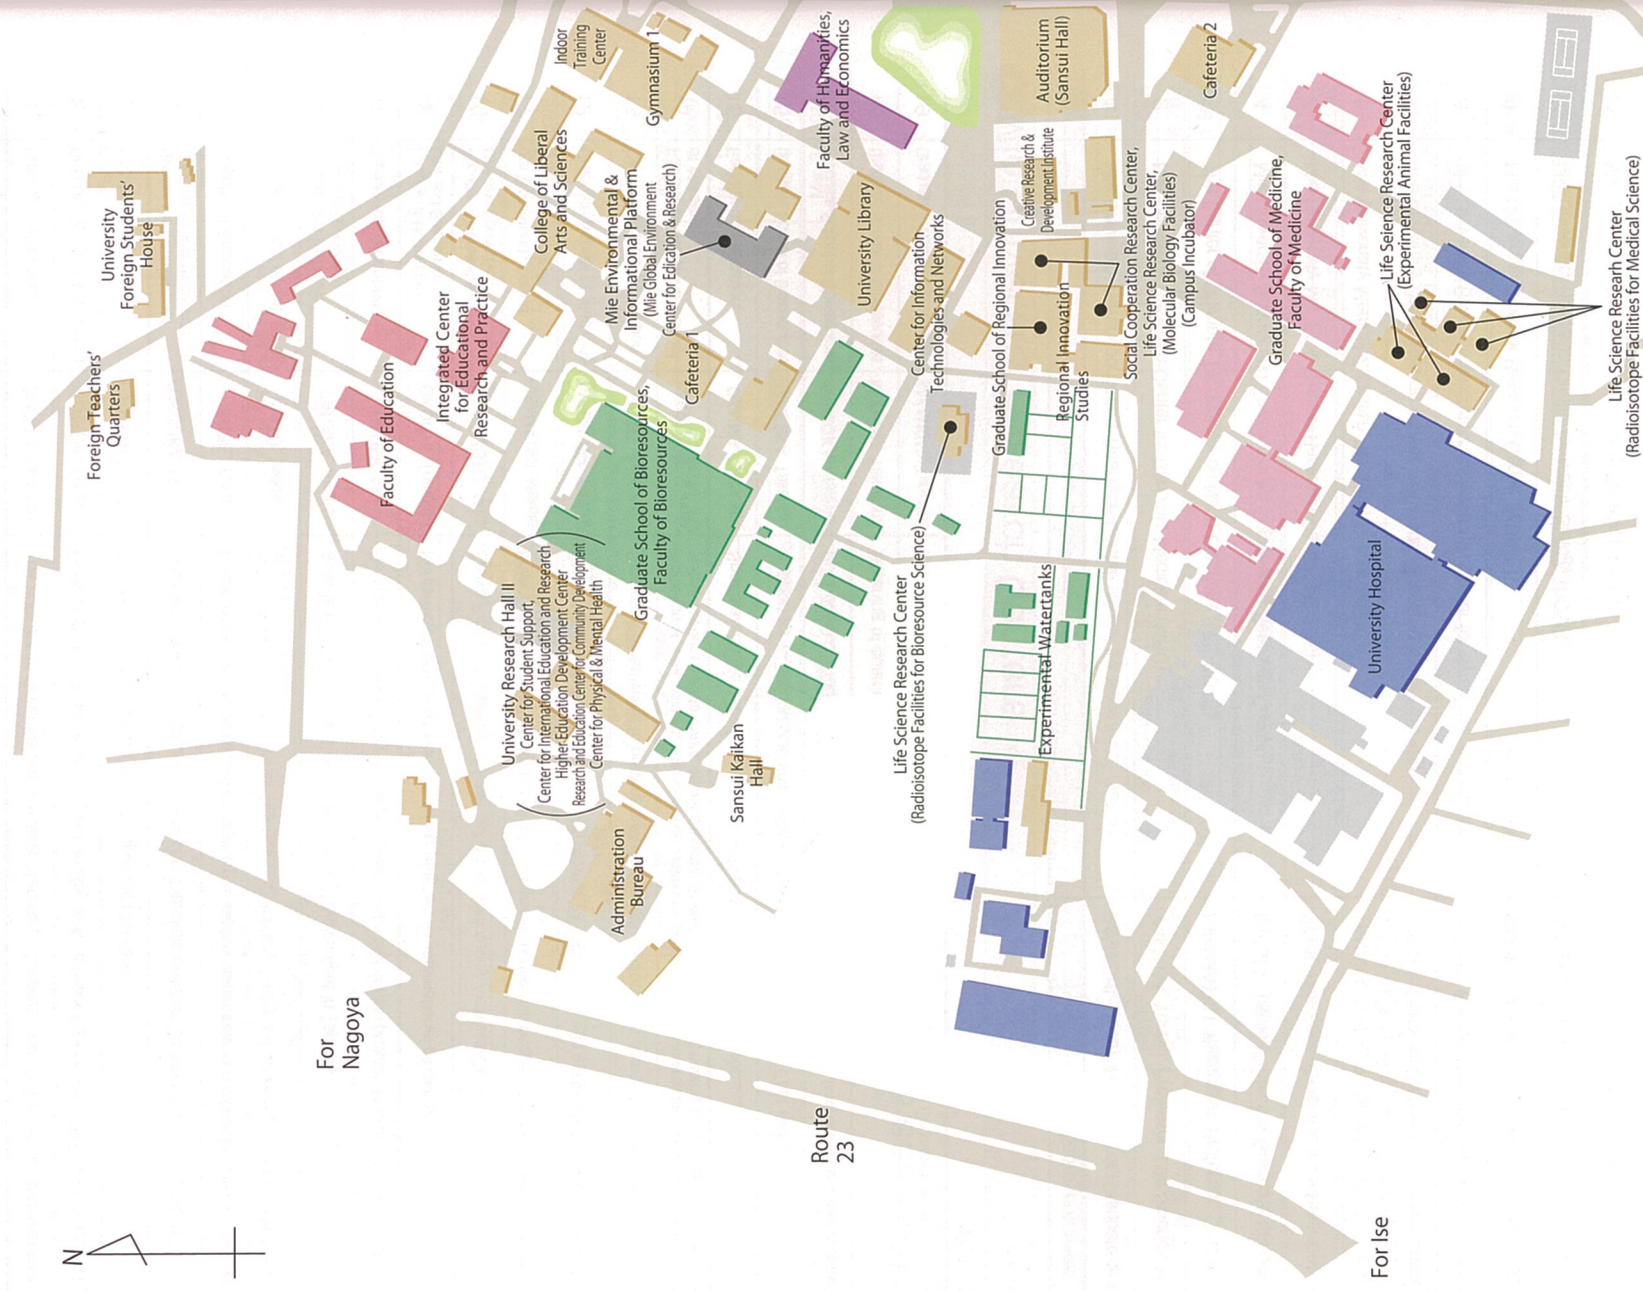 N
For
Nagoya
Route
23
For Ise
Foreign Teachers'
Quarters
University
Foreign Students'
House
Faculty of Education
Integrated Center
for Educational
Research and Practice
College of Liberal
Arts and Sciences
Indoor
Training
Center
Gymnasium 1
Mie Environmental &
Informational Platform
(Mie Global Environment
Center for Edication & Research)
Faculty of Humanities,
Law and Economics
University Research Hall II
Center for Student Support,
Center for International Education and Research
Higher Education Development Center
Research and Education Center for Community Development
Center for Physical & Mental Health
Graduate School of Bioresources,
Faculty of Bioresources
Cafeteria 1
University Library
Administration
Bureau
Sansui Kaikan
Hall
Center for Information
Technologies and Networks
Life Science Research Center
(Radioisotope Facilities for Bioresource Science)
Graduate School of Regional Innovation
Regional Innovation
Studies
Creative Research &
Development Institute
Auditorium
(Sansui Hall)
Experimental Watertanks
Social Cooperation Research Center,
Life Science Research Center,
(Molecular Biology Facilities)
(Campus Incubator)
Cafeteria 2
Graduate School of Medicine,
Faculty of Medicine
University Hospital
Life Seience Research Center
(Experimental Animal Facilities)
Life Science Researh Center
(Radioisotope Facilities for Medical Science)